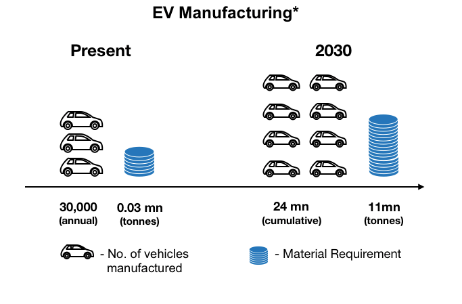 EV Manufacturing*
Present
2030
30,000
(annual)
0.03 mn
(tonnes)
24 mn
(cumulative)
11mn
(tonnes)
- No. of vehicles
manufactured
- Material Requirement